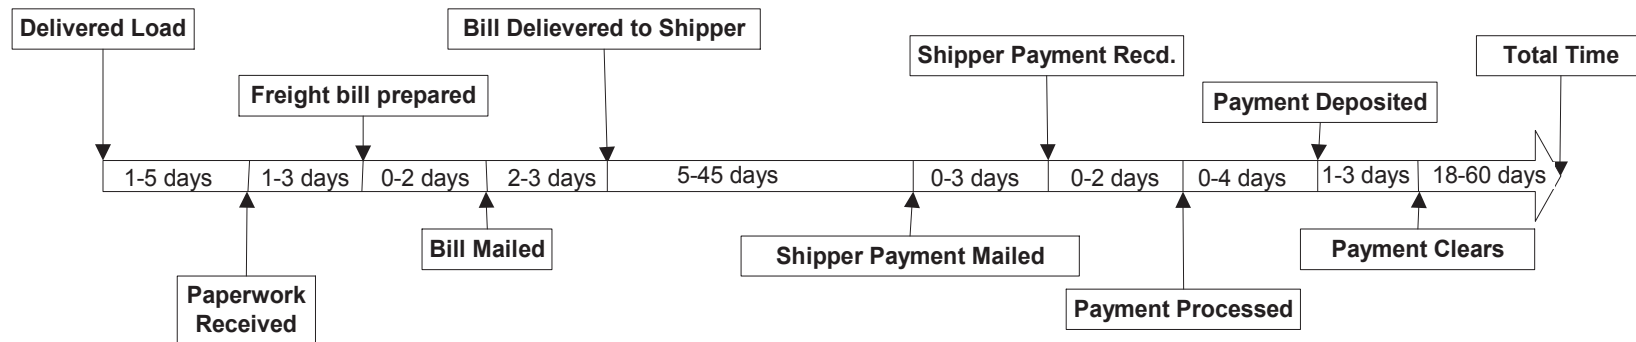 Delivered Load
Bill Delievered to Shipper
Shipper Payment Recd.
Total Time
Freight bill prepared
Payment Deposited
1-5 days
1-3 days
0-2 days
2-3 days
5-45 days
0-3 days
0-2 days
0-4 days
1-3 days
18-60 days
Bill Mailed
Shipper Payment Mailed
Payment Clears
Paperwork
Received
Payment Processed